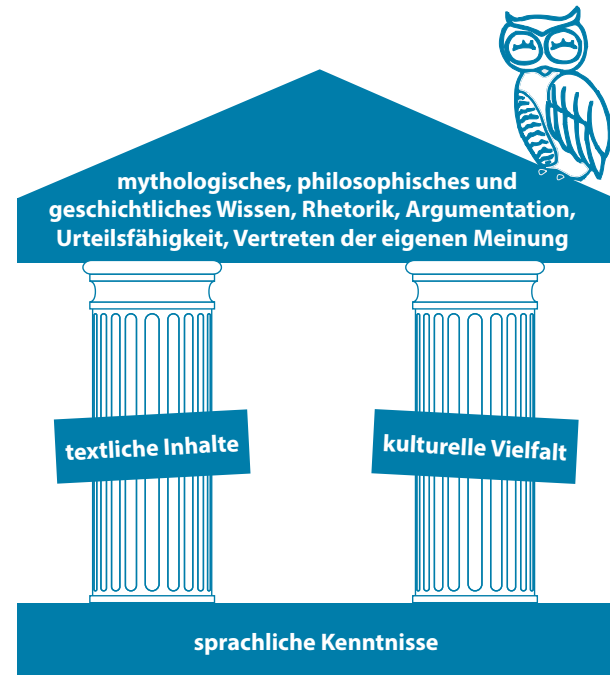 mythologisches, philosophisches und
geschichtliches Wissen, Rhetorik, Argumentation,
Urteilsfähigkeit, Vertreten der eigenen Meinung
textliche Inhalte
kulturelle Vielfalt
sprachliche Kenntnisse